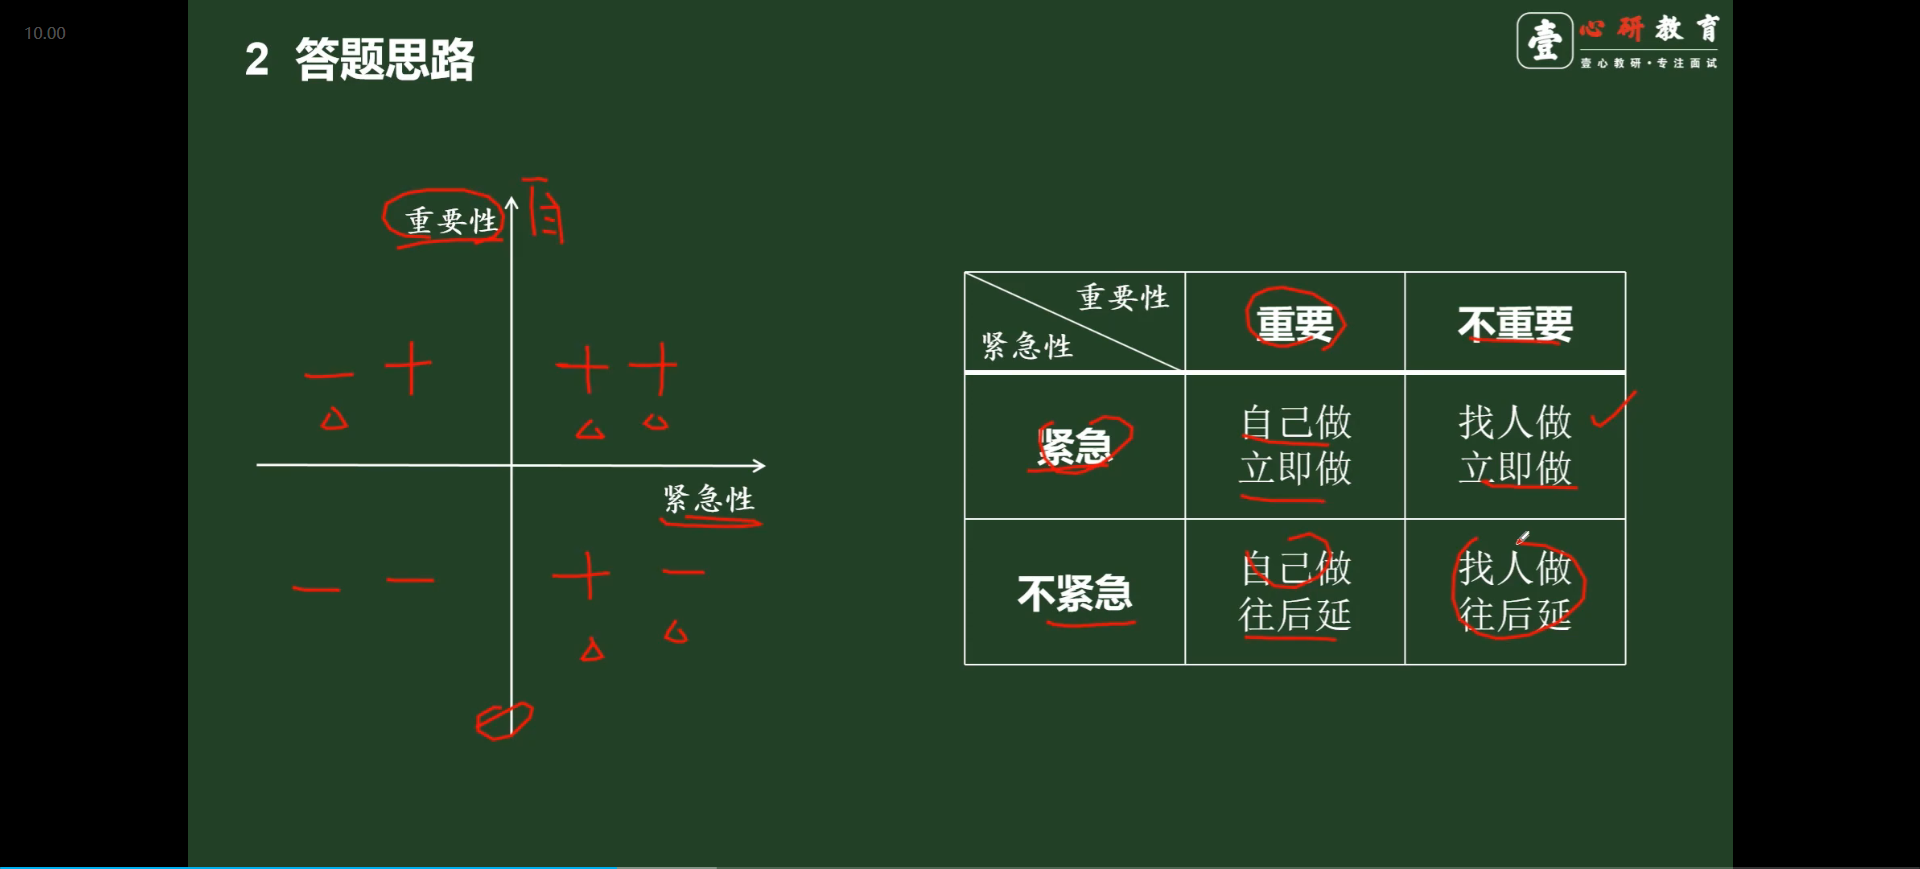 10.00
2 答题思路
壹 心研教育
壹心教研·专注面试
重要性
自
紧急性
重要性
紧急性
重要
不重要
紧急
自己做
立即做
找人做
立即做
不紧急
自己做
往后延
找人做
往后延